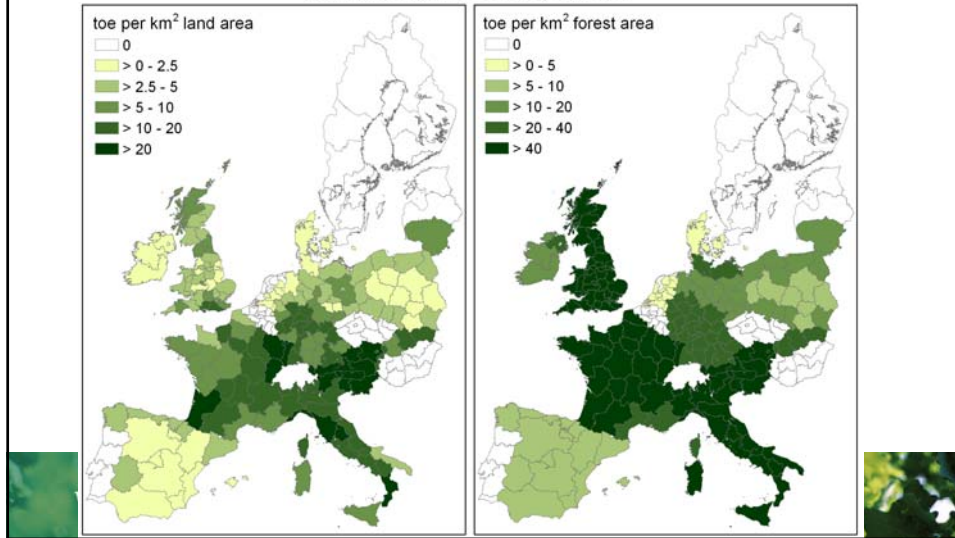 toe per km² land area
0
> 0 - 2.5
> 2.5 - 5
> 5 - 10
> 10 - 20
> 20
toe per km² forest area
0
> 0 - 5
> 5 - 10
> 10 - 20
> 20 - 40
> 40